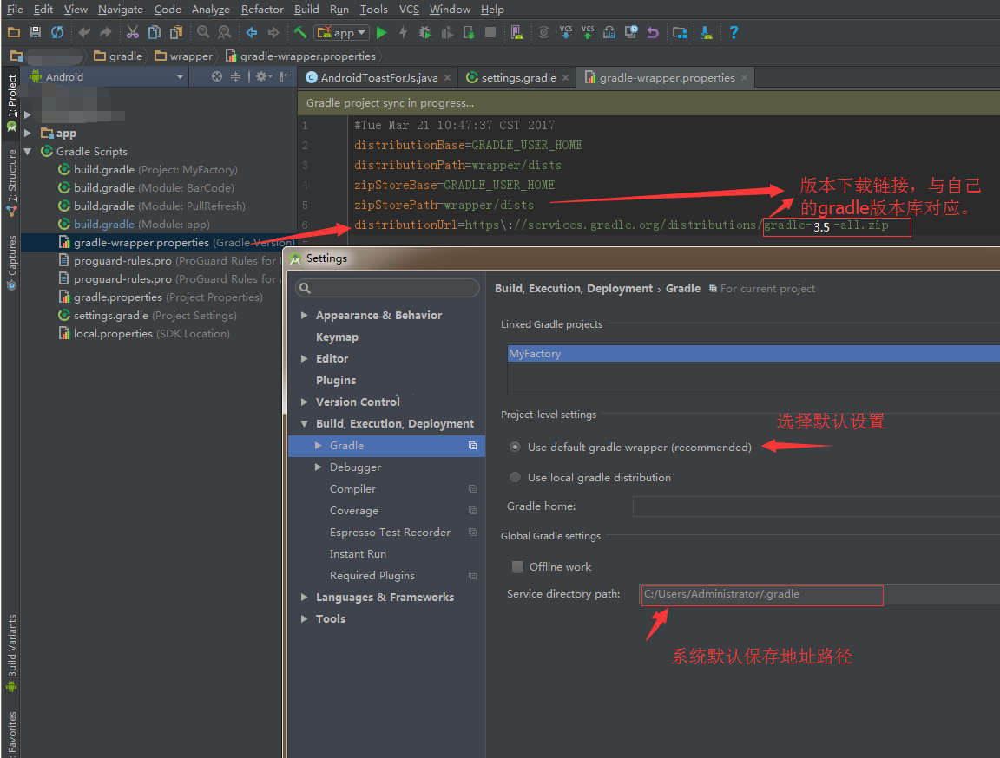 File Edit View Navigate Code Analyze Refactor Build Run Tools VCS Window Help
app
VCS VCS
gradle wrapper gradle-wrapper.properties
Android
AndroidToastForJs.java settings.gradle gradle-wrapper.properties
Gradle project sync in progress...
1: Project
7: Structure
Captures
Build Variants
Favorites
app
Gradle Scripts
build.gradle (Project: MyFactory)
build.gradle (Module: BarCode)
build.gradle (Module: PullRefresh)
build.gradle (Module: app)
gradle-wrapper.properties (Gradle Version)
proguard-rules.pro (ProGuard Rules for
proguard-rules.pro (ProGuard Rules for
gradle.properties (Project Properties)
settings.gradle (Project Settings)
local.properties (SDK Location)
1 #Tue Mar 21 10:47:37 CST 2017
2 distributionBase=GRADLE_USER_HOME
3 distributionPath=wrapper/dists
4 zipStoreBase=GRADLE_USER_HOME
5 zipStorePath=wrapper/dists
6 distributionUrl=https\://services.gradle.org/distributions/gradle-3.5-all.zip
版本下载链接，与自己
的gradle版本库对应。
Settings
Appearance & Behavior
Keymap
Editor
Plugins
Version Control
Build, Execution, Deployment
Gradle
Debugger
Compiler
Coverage
Espresso Test Recorder
Instant Run
Required Plugins
Languages & Frameworks
Tools
Build, Execution, Deployment › Gradle For current project
Linked Gradle projects
MyFactory
Project-level settings
选择默认设置
Use default gradle wrapper (recommended)
Use local gradle distribution
Gradle home:
Global Gradle settings
Offline work
Service directory path: C:/Users/Administrator/.gradle
系统默认保存地址路径